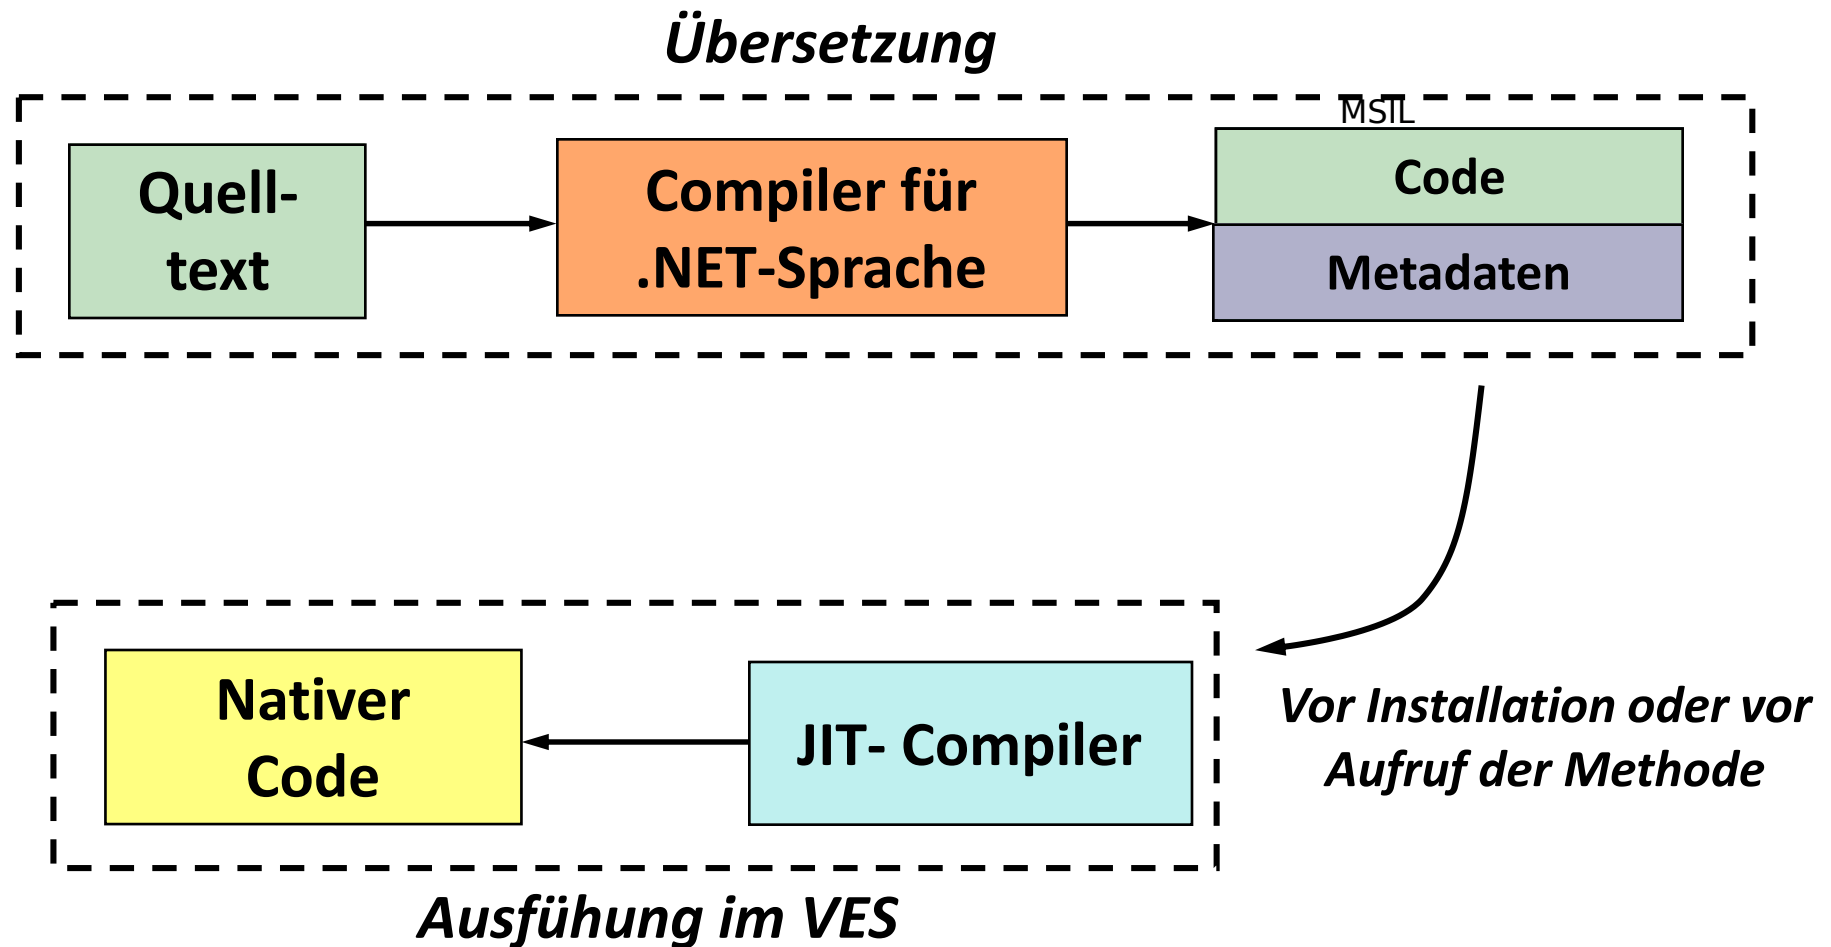 Übersetzung
MSIL
Quell-
text
Compiler für
.NET-Sprache
Code
Metadaten
Nativer
Code
JIT- Compiler
Vor Installation oder vor
Aufruf der Methode
Ausfühung im VES